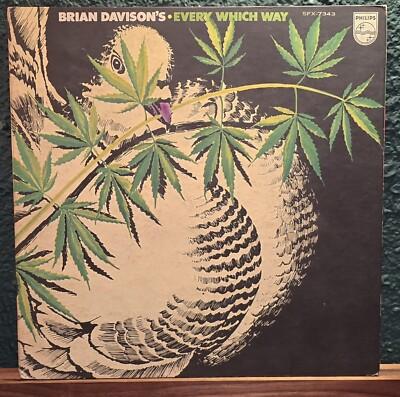 BRIAN DAVISON'S • EVERY WHICH WAY
SFX-7343
PHILIPS